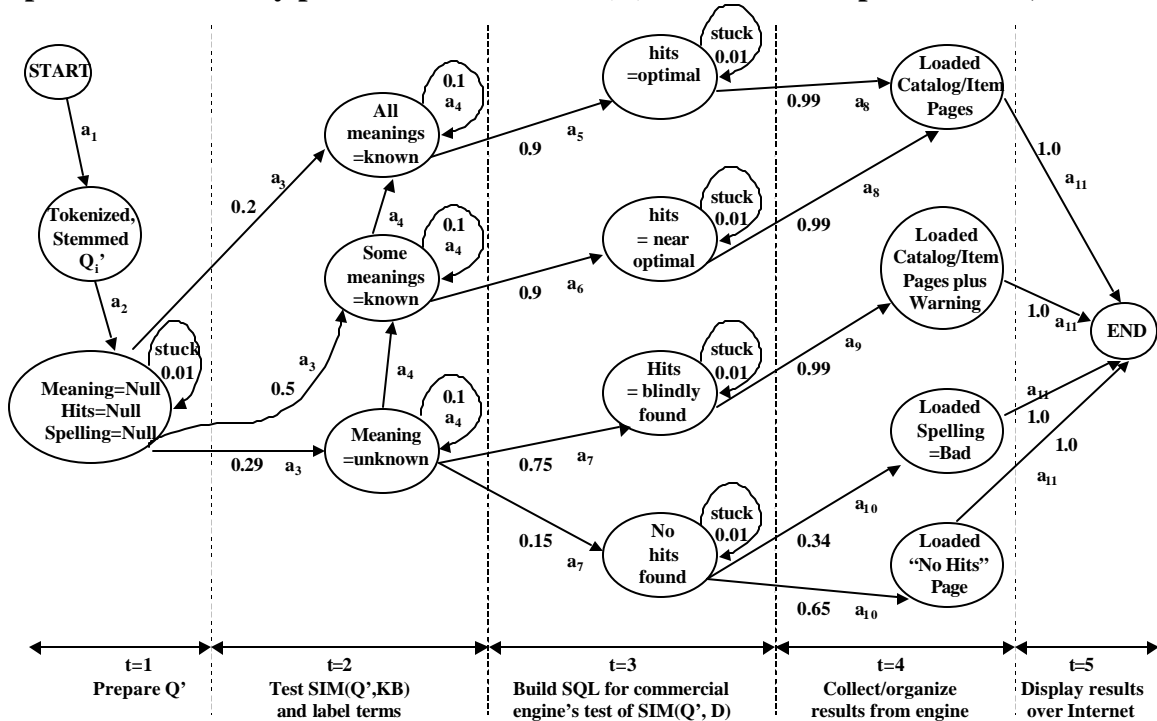 START
a1
Tokenized,
Stemmed
Qi’
a2
stuck
0.01
Meaning=Null
Hits=Null
Spelling=Null
0.2
a3
0.5
a3
0.29
a3
All
meanings
=known
0.1
a4
a4
Some
meanings
=known
0.1
a4
a4
Meaning
=unknown
0.1
a4
0.9
a5
0.9
a6
0.75
a7
0.15
a7
hits
=optimal
stuck
0.01
hits
= near
optimal
stuck
0.01
Hits
= blindly
found
stuck
0.01
No
hits
found
stuck
0.01
0.99
a8
0.99
a8
0.99
a9
0.34
a10
0.65
a10
Loaded
Catalog/Item
Pages
Loaded
Catalog/Item
Pages plus
Warning
Loaded
Spelling
=Bad
Loaded
“No Hits”
Page
1.0
a11
1.0
a11
a11
1.0
1.0
a11
END
t=1
Prepare Q’
t=2
Test SIM(Q’,KB)
and label terms
t=3
Build SQL for commercial
engine’s test of SIM(Q’, D)
t=4
Collect/organize
results from engine
t=5
Display results
over Internet